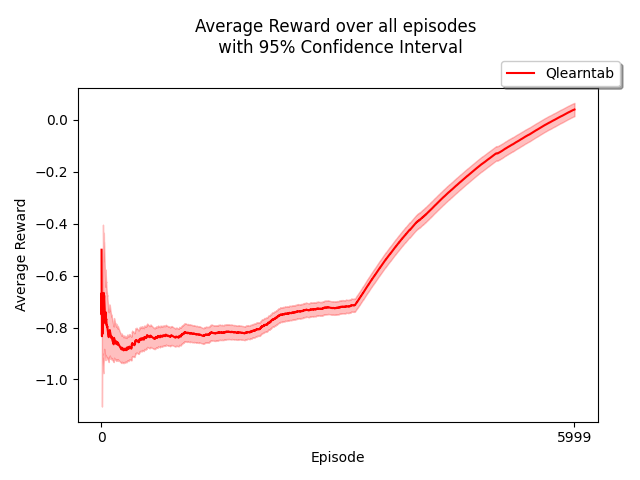 Average Reward over all episodes
with 95% Confidence Interval
Qlearntab
0.0
−0.2
−0.4
−0.6
−0.8
−1.0
Average Reward
0
5999
Episode